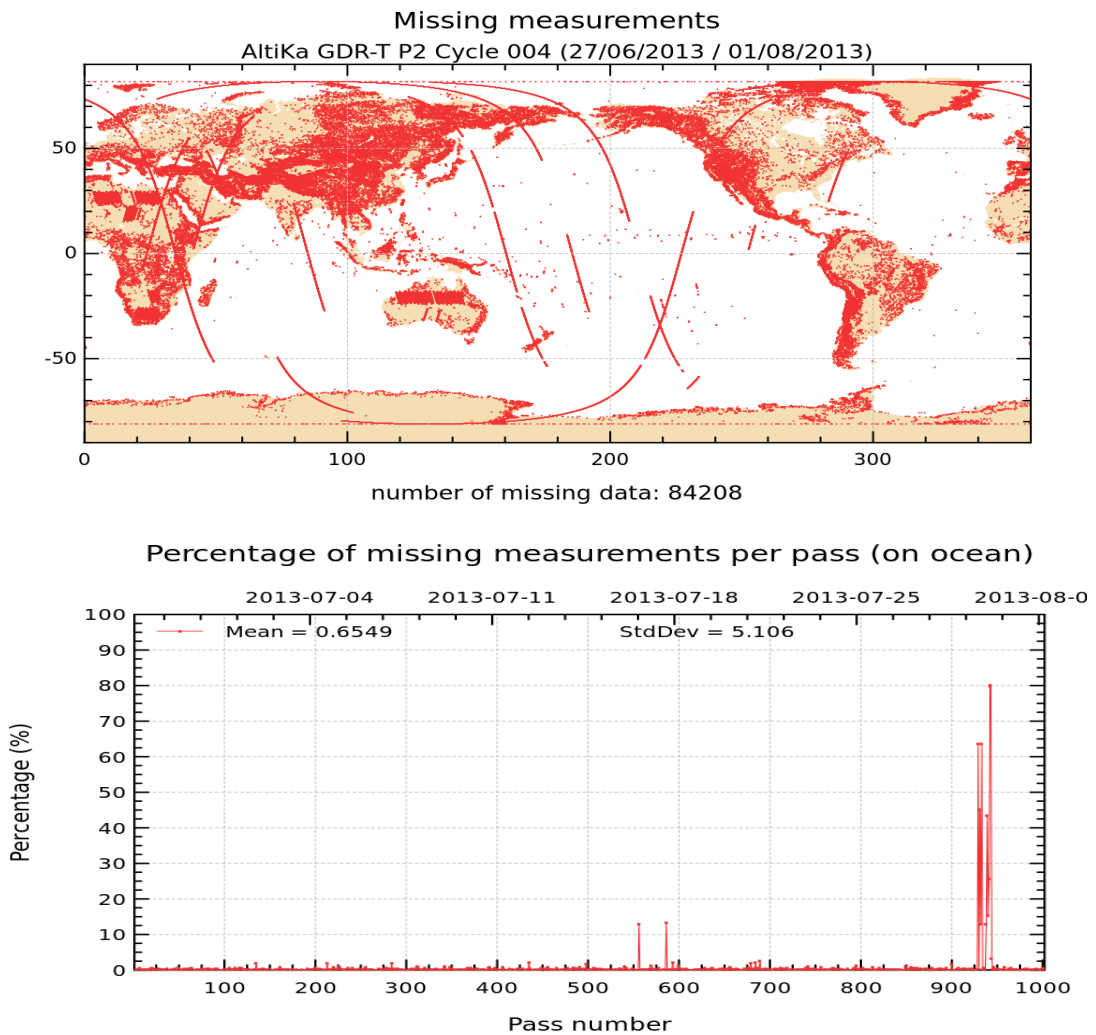 Missing measurements
AltiKa GDR-T P2 Cycle 004 (27/06/2013 / 01/08/2013)
50
0
-50
0 100 200 300
number of missing data: 84208
Percentage of missing measurements per pass (on ocean)
2013-07-04 2013-07-11 2013-07-18 2013-07-25 2013-08-0
100
Mean = 0.6549 StdDev = 5.106
90
80
70
60
50
40
30
20
10
0
Percentage (%)
100 200 300 400 500 600 700 800 900 1000
Pass number